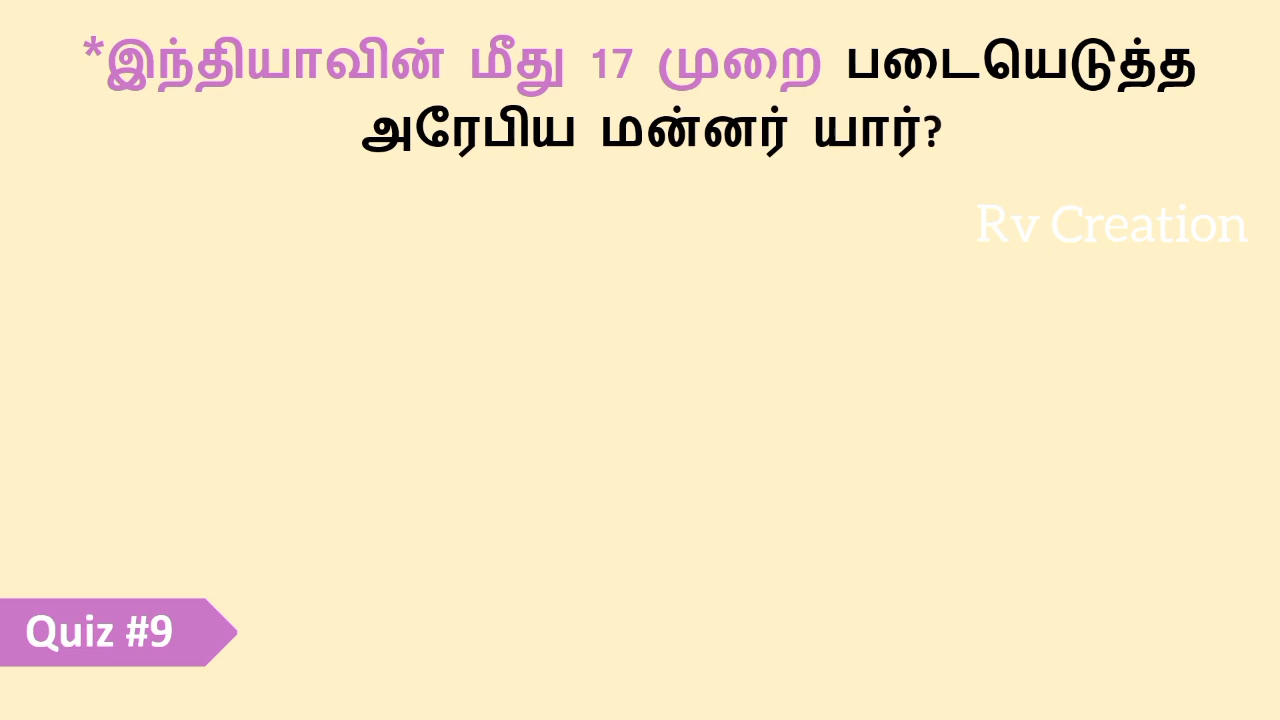 *இந்தியாவின் மீது 17 முறை படையெடுத்த
அரேபிய மன்னர் யார்?
Rv Creation
Quiz #9